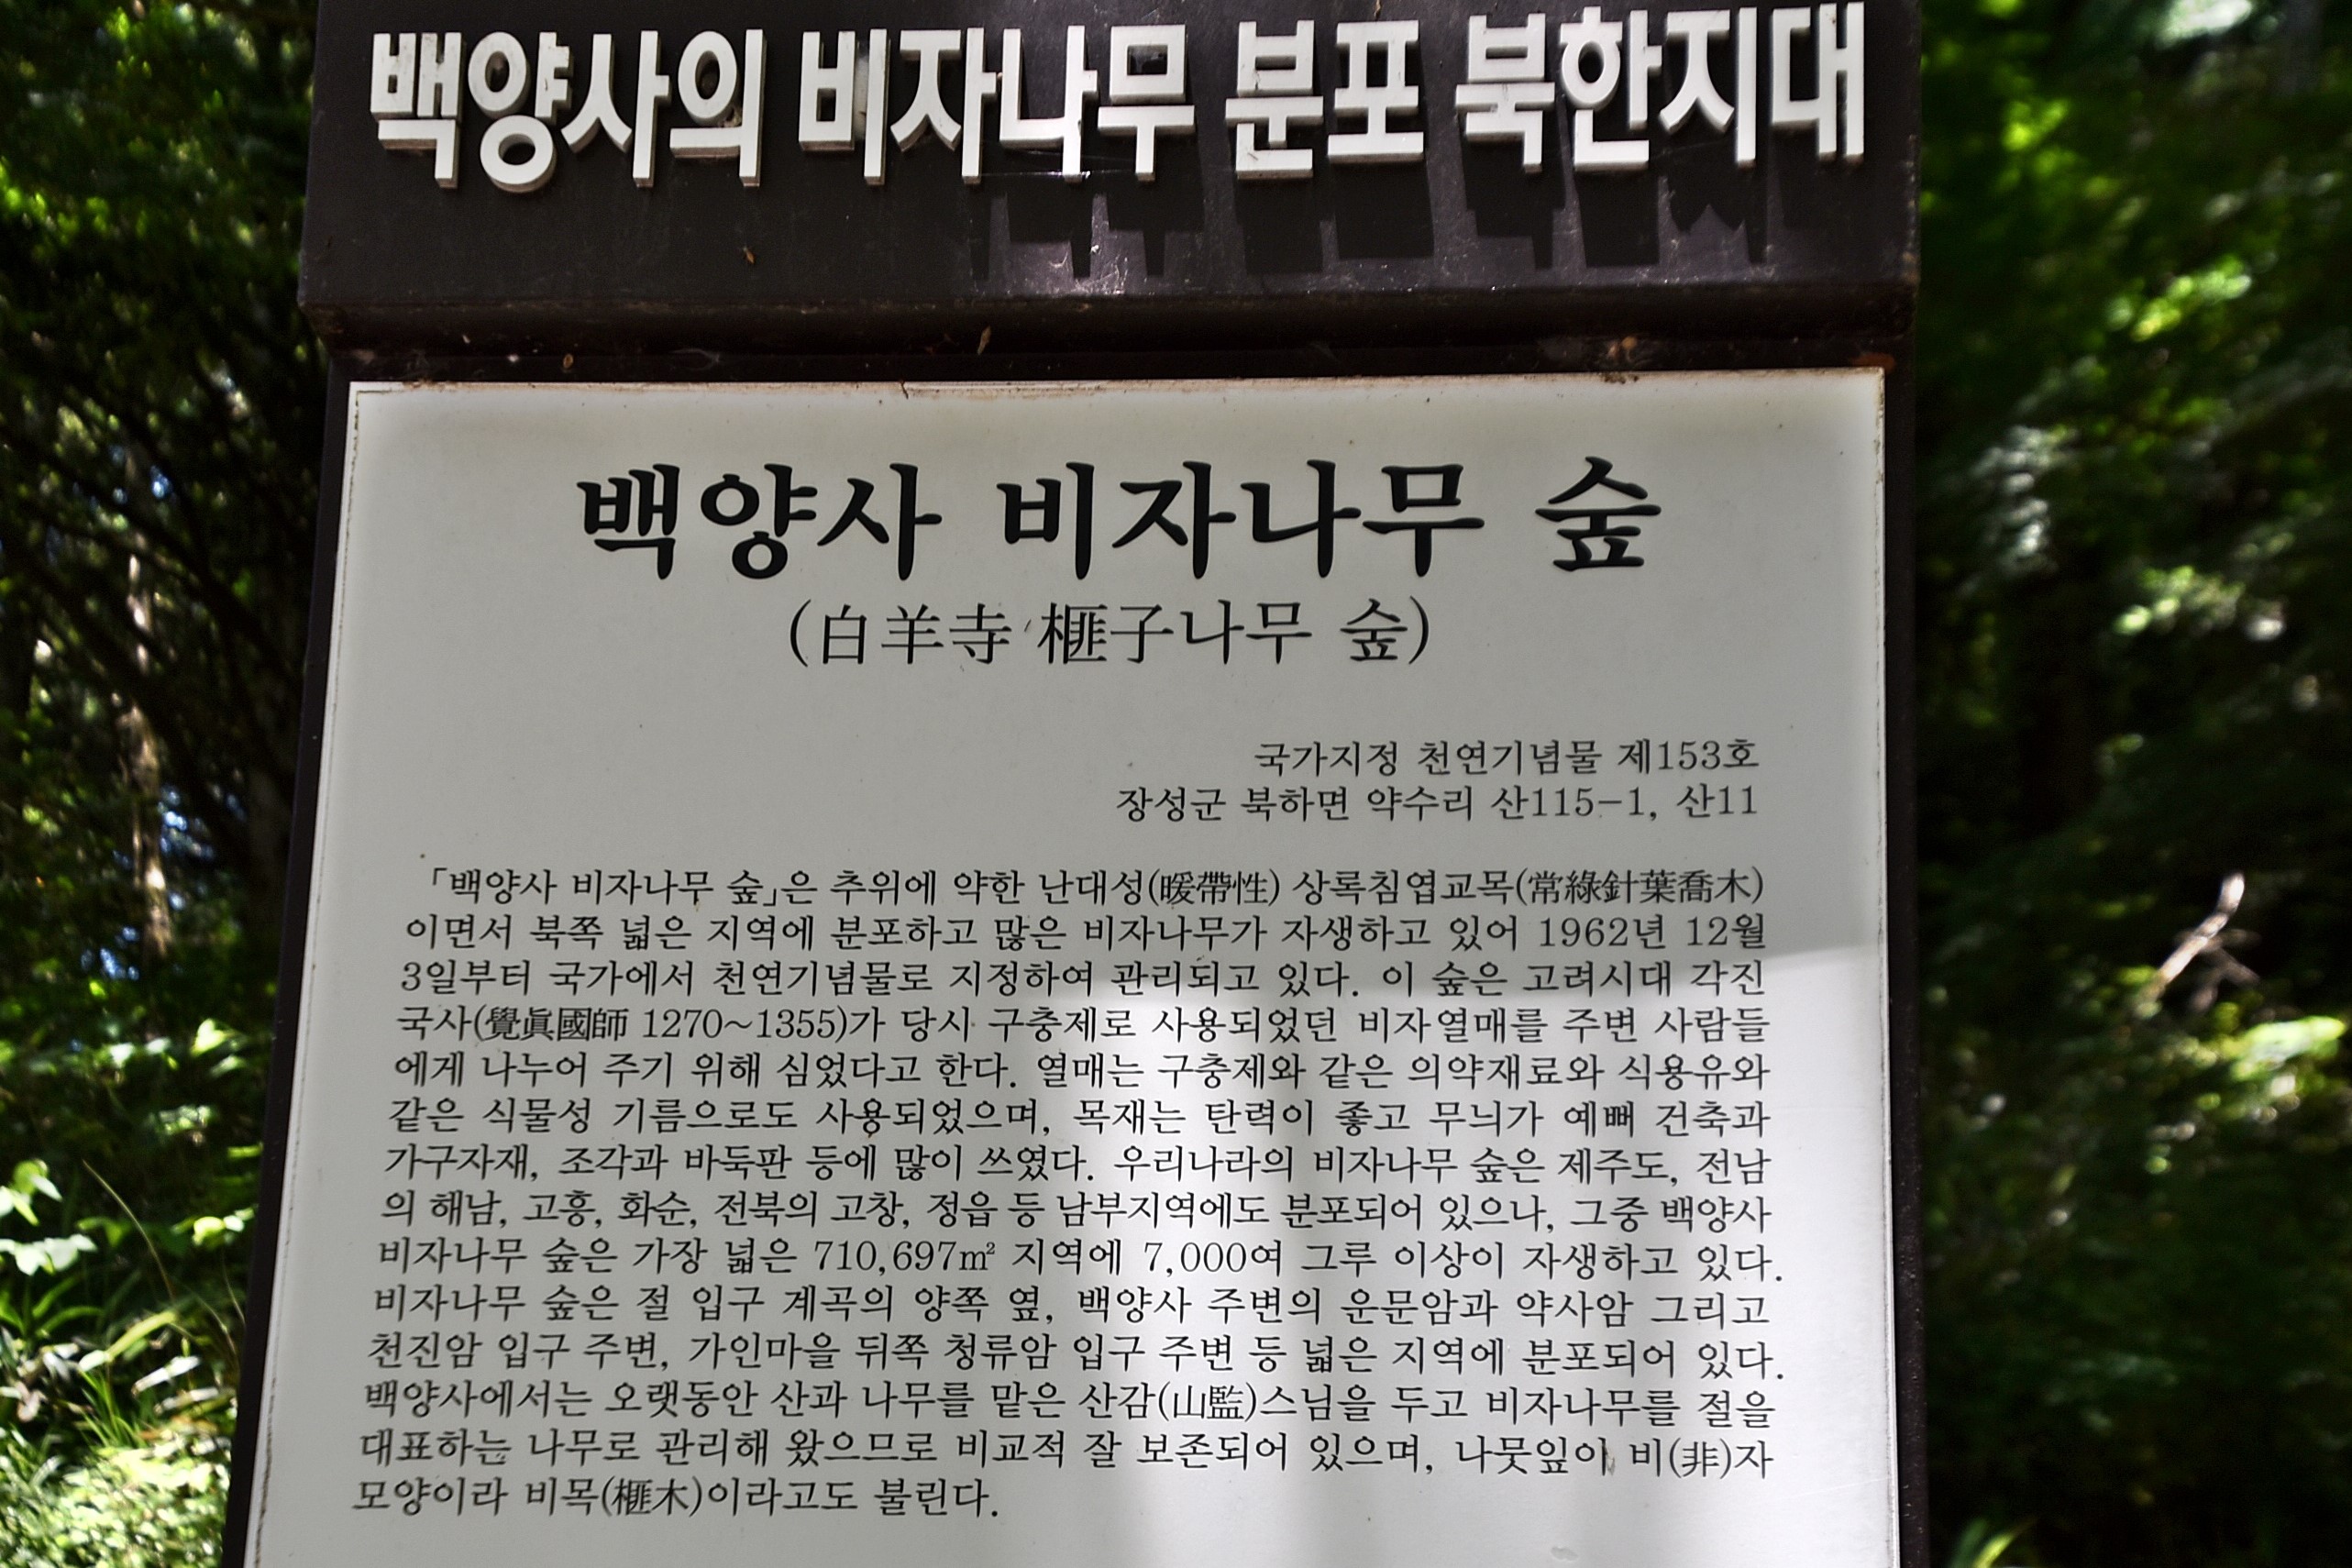 백양사의 비자나무 분포 북한지대
백양사 비자나무 숲
(白羊寺 榧子나무 숲)
국가지정 천연기념물 제153호
장성군 북하면 약수리 산115-1, 산11
「백양사 비자나무 숲」은 추위에 약한 난대성(暖帶性) 상록침엽교목(常綠針葉喬木)
이면서 북쪽 넓은 지역에 분포하고 많은 비자나무가 자생하고 있어 1962년 12월
3일부터 국가에서 천연기념물로 지정하여 관리되고 있다. 이 숲은 고려시대 각진
국사(覺眞國師 1270~1355)가 당시 구충제로 사용되었던 비자열매를 주변 사람들
에게 나누어 주기 위해 심었다고 한다. 열매는 구충제와 같은 의약재료와 식용유와
같은 식물성 기름으로도 사용되었으며, 목재는 탄력이 좋고 무늬가 예뻐 건축과
가구자재, 조각과 바둑판 등에 많이 쓰였다. 우리나라의 비자나무 숲은 제주도, 전남
의 해남, 고흥, 화순, 전북의 고창, 정읍 등 남부지역에도 분포되어 있으나, 그중 백양사
비자나무 숲은 가장 넓은 710,697㎡ 지역에 7,000여 그루 이상이 자생하고 있다.
비자나무 숲은 절 입구 계곡의 양쪽 옆, 백양사 주변의 운문암과 약사암 그리고
천진암 입구 주변, 가인마을 뒤쪽 청류암 입구 주변 등 넓은 지역에 분포되어 있다.
백양사에서는 오랫동안 산과 나무를 맡은 산감(山監)스님을 두고 비자나무를 절을
대표하는 나무로 관리해 왔으므로 비교적 잘 보존되어 있으며, 나뭇잎이 비(非)자
모양이라 비목(榧木)이라고도 불린다.